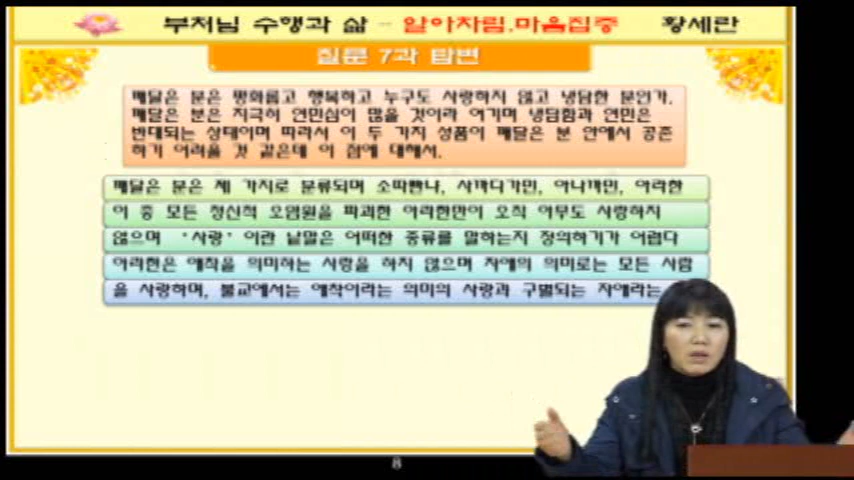 부처님 수행과 삶 - 알아차림.마음집중 황세란
질문 7과 답변
깨달은 분은 평화롭고 행복하고 누구도 사랑하지 않고 냉담한 분인가.
깨달은 분은 지극히 연민심이 많을 것이라 여기며 냉담함과 연민은
반대되는 상태이며 따라서 이 두 가지 성품이 깨달은 분 안에서 공존
하기 어려울 것 같은데 이 점에 대해서.
깨달은 분은 네 가지로 분류되며 소따빤나, 사까다가민, 아나가민, 아라한
이 중 모든 정신적 오염원을 파괴한 아라한만이 오직 아무도 사랑하지
않으며 '사랑' 이란 낱말은 어떠한 종류를 말하는지 정의하기가 어렵다
아라한은 애착을 의미하는 사랑을 하지 않으며 자애의 의미로는 모든 사람
을 사랑하며, 불교에서는 애착이라는 의미의 사랑과 구별되는 자애라는
8